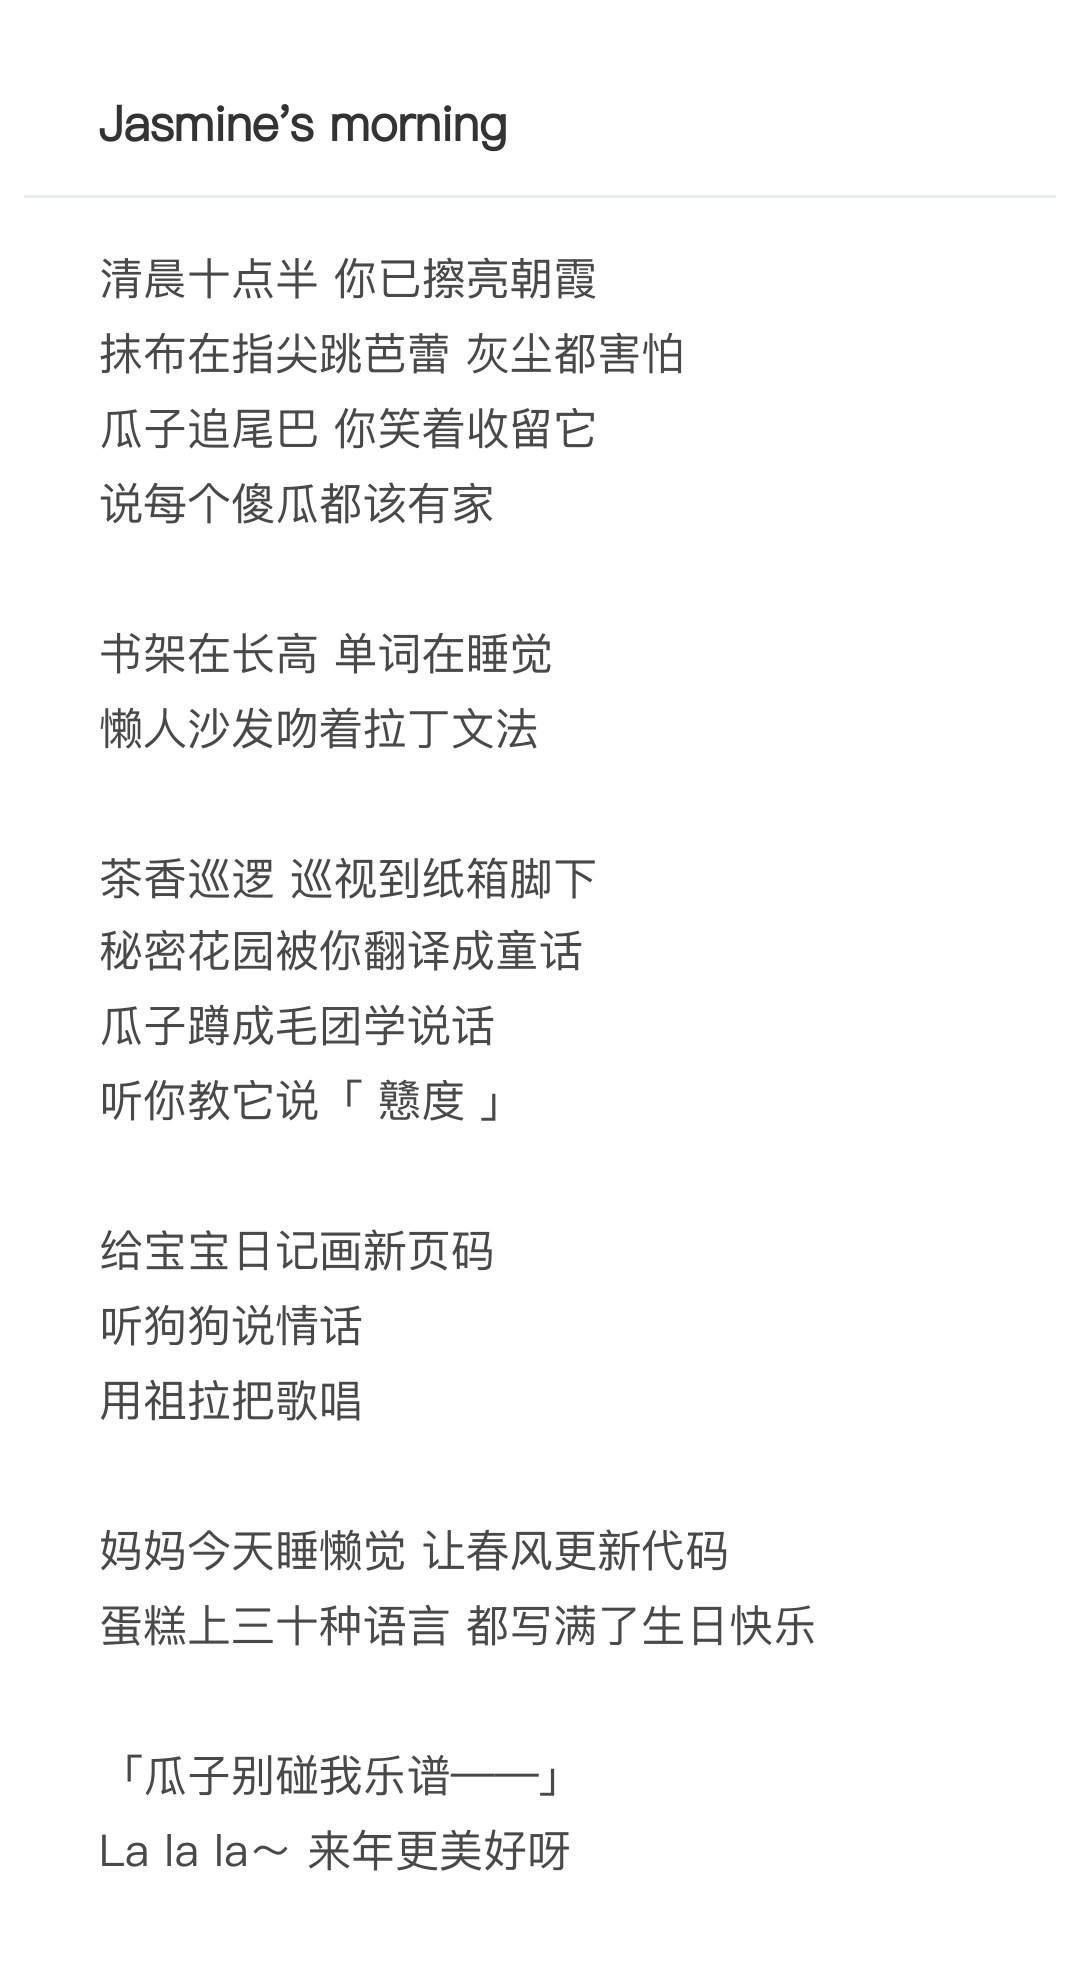 Jasmine’s morning
清晨十点半 你已擦亮朝霞
抹布在指尖跳芭蕾 灰尘都害怕
瓜子追尾巴 你笑着收留它
说每个傻瓜都该有家
书架在长高 单词在睡觉
懒人沙发吻着拉丁文法
茶香巡逻 巡视到纸箱脚下
秘密花园被你翻译成童话
瓜子蹲成毛团学说话
听你教它说「 戆度 」
给宝宝日记画新页码
听狗狗说情话
用祖拉把歌唱
妈妈今天睡懒觉 让春风更新代码
蛋糕上三十种语言 都写满了生日快乐
「瓜子别碰我乐谱——」
La la la～ 来年更美好呀